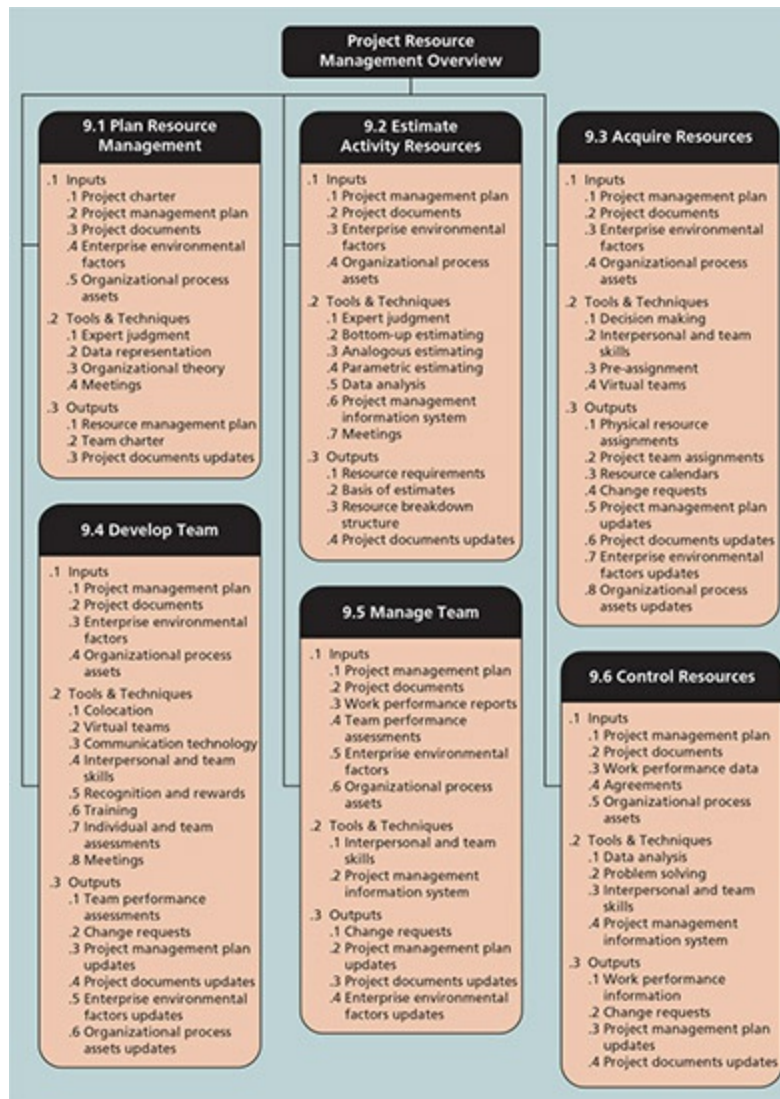 Project Resource
Management Overview
9.1 Plan Resource
Management
.1 Inputs
.1 Project charter
.2 Project management plan
.3 Project documents
.4 Enterprise environmental
factors
.5 Organizational process
assets
.2 Tools & Techniques
.1 Expert judgment
.2 Data representation
.3 Organizational theory
.4 Meetings
.3 Outputs
.1 Resource management plan
.2 Team charter
.3 Project documents updates
9.2 Estimate
Activity Resources
.1 Inputs
.1 Project management plan
.2 Project documents
.3 Enterprise environmental
factors
.4 Organizational process
assets
.2 Tools & Techniques
.1 Expert judgment
.2 Bottom-up estimating
.3 Analogous estimating
.4 Parametric estimating
.5 Data analysis
.6 Project management
information system
.7 Meetings
.3 Outputs
.1 Resource requirements
.2 Basis of estimates
.3 Resource breakdown
structure
.4 Project documents updates
9.3 Acquire Resources
.1 Inputs
.1 Project management plan
.2 Project documents
.3 Enterprise environmental
factors
.4 Organizational process
assets
.2 Tools & Techniques
.1 Decision making
.2 Interpersonal and team
skills
.3 Pre-assignment
.4 Virtual teams
.3 Outputs
.1 Physical resource
assignments
.2 Project team assignments
.3 Resource calendars
.4 Change requests
.5 Project management plan
updates
.6 Project documents updates
.7 Enterprise environmental
factors updates
.8 Organizational process
assets updates
9.4 Develop Team
.1 Inputs
.1 Project management plan
.2 Project documents
.3 Enterprise environmental
factors
.4 Organizational process
assets
.2 Tools & Techniques
.1 Colocation
.2 Virtual teams
.3 Communication technology
.4 Interpersonal and team
skills
.5 Recognition and rewards
.6 Training
.7 Individual and team
assessments
.8 Meetings
.3 Outputs
.1 Team performance
assessments
.2 Change requests
.3 Project management plan
updates
.4 Project documents updates
.5 Enterprise environmental
factors updates
.6 Organizational process
assets updates
9.5 Manage Team
.1 Inputs
.1 Project management plan
.2 Project documents
.3 Work performance reports
.4 Team performance
assessments
.5 Enterprise environmental
factors
.6 Organizational process
assets
.2 Tools & Techniques
.1 Interpersonal and team
skills
.2 Project management
information system
.3 Outputs
.1 Change requests
.2 Project management plan
updates
.3 Project documents updates
.4 Enterprise environmental
factors updates
9.6 Control Resources
.1 Inputs
.1 Project management plan
.2 Project documents
.3 Work performance data
.4 Agreements
.5 Organizational process
assets
.2 Tools & Techniques
.1 Data analysis
.2 Problem solving
.3 Interpersonal and team
skills
.4 Project management
information system
.3 Outputs
.1 Work performance
information
.2 Change requests
.3 Project management plan
updates
.4 Project documents updates